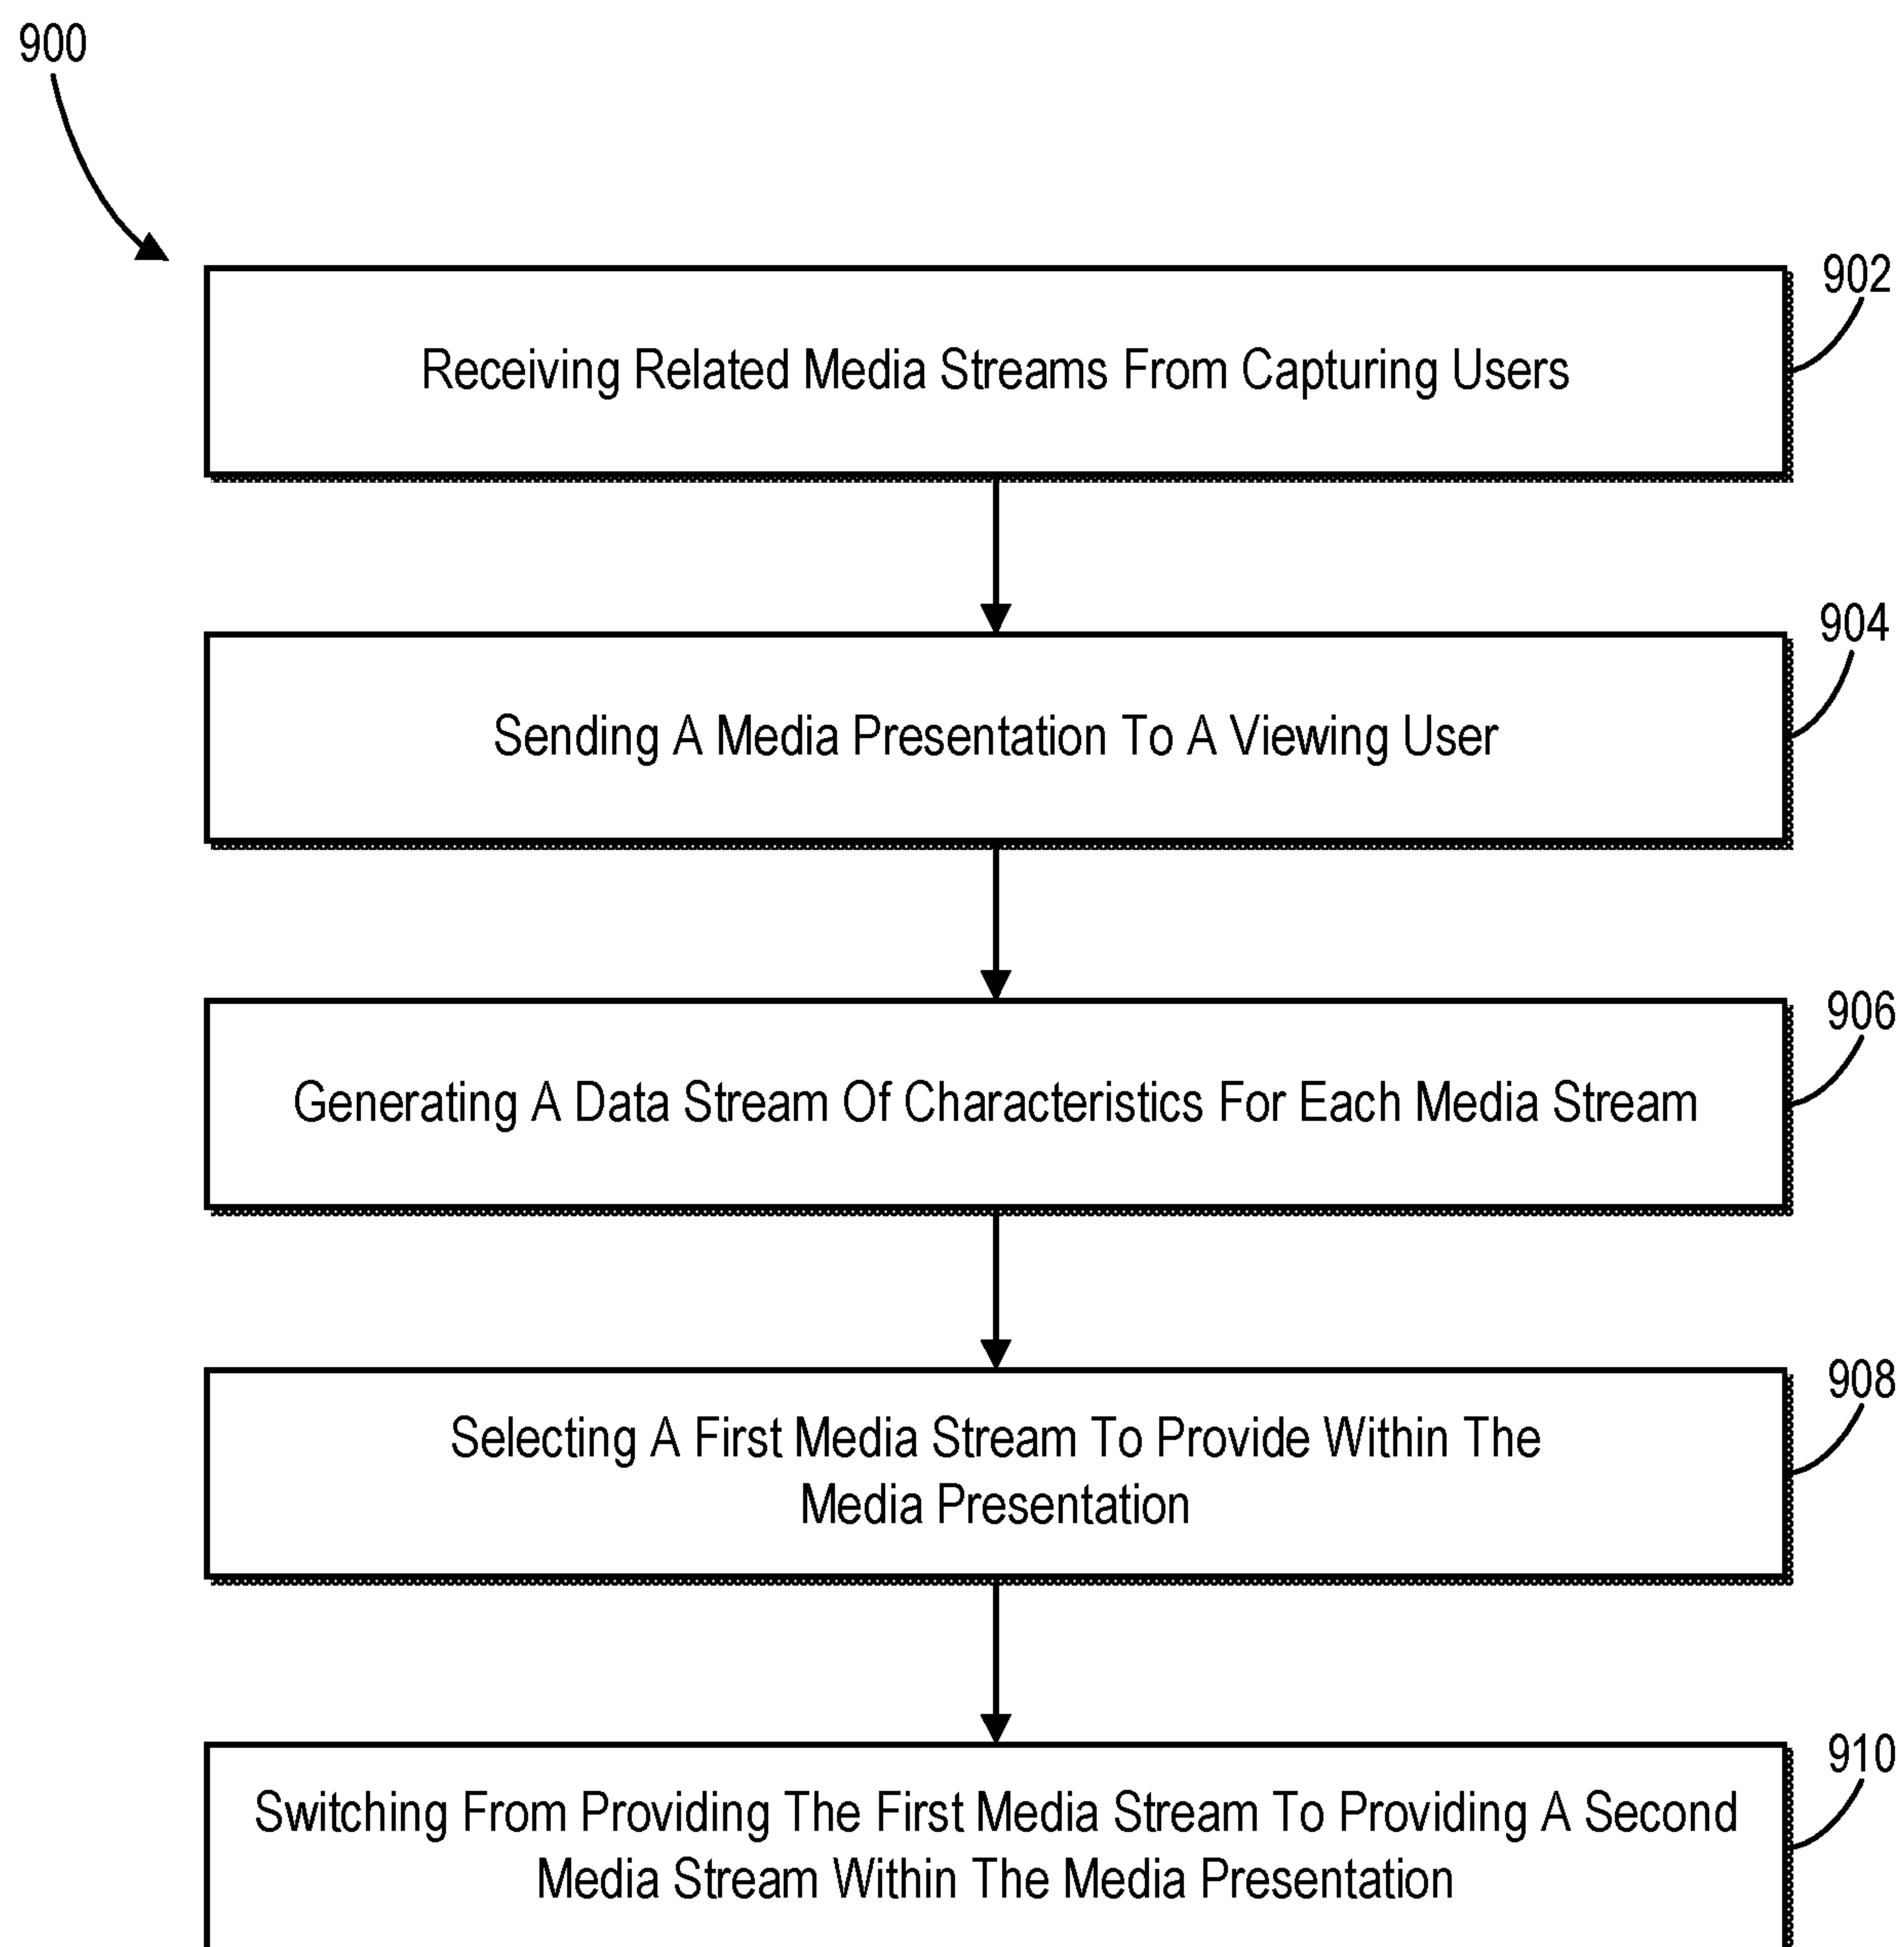 900
902
Receiving Related Media Streams From Capturing Users
904
Sending A Media Presentation To A Viewing User
906
Generating A Data Stream Of Characteristics For Each Media Stream
908
Selecting A First Media Stream To Provide Within The
Media Presentation
910
Switching From Providing The First Media Stream To Providing A Second
Media Stream Within The Media Presentation